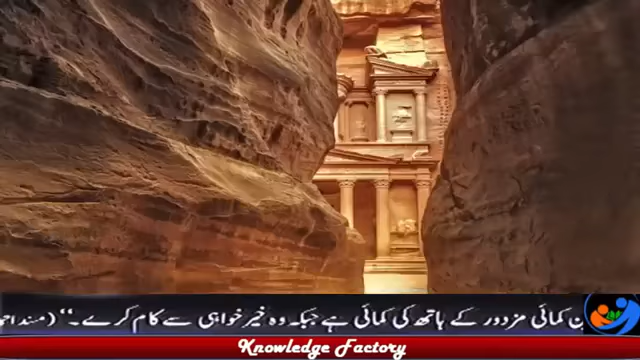 کمائی مزدور کے ہاتھ کی کمائی ہے جبکہ وہ خیر خواہی سے کام کرے۔‘‘ (مسند
Knowledge Factory